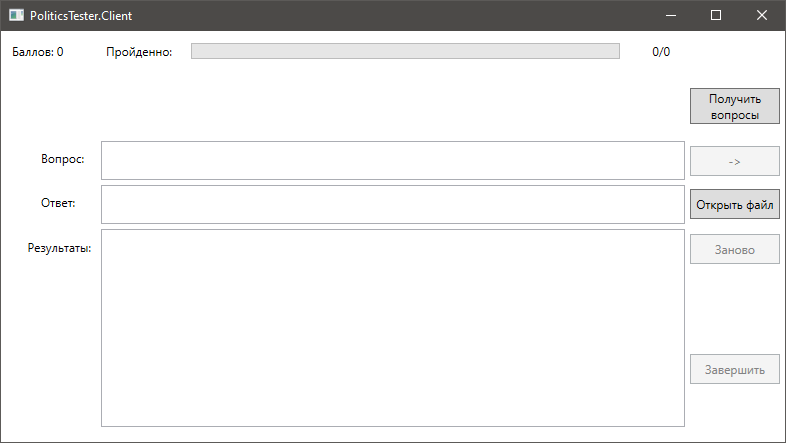 PoliticsTester.Client
Баллов: 0 Пройденно: 0/0
Получить
вопросы
Вопрос: ->
Ответ: Открыть файл
Результаты: Заново
Завершить